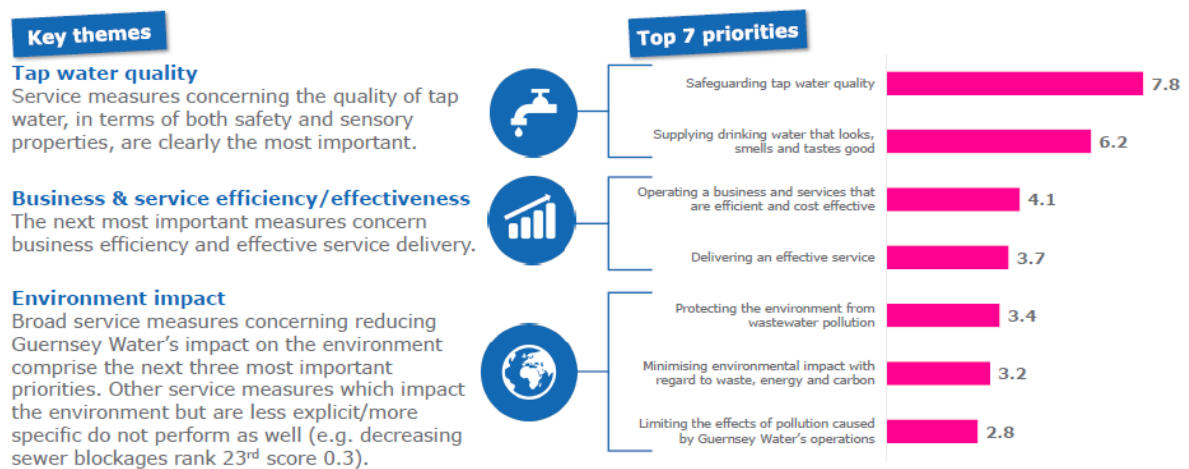 Key themes
Tap water quality
Service measures concerning the quality of tap
water, in terms of both safety and sensory
properties, are clearly the most important.
Business & service efficiency/effectiveness
The next most important measures concern
business efficiency and effective service delivery.
Environment impact
Broad service measures concerning reducing
Guernsey Water's impact on the environment
comprise the next three most important
priorities. Other service measures which impact
the environment but are less explicit/more
specific do not perform as well (e.g. decreasing
sewer blockages rank 23rd score 0.3).
Top 7 priorities
Safeguarding tap water quality
7.8
Supplying drinking water that looks,
smells and tastes good
6.2
Operating a business and services that
are efficient and cost effective
4.1
Delivering an effective service
3.7
Protecting the environment from
wastewater pollution
3.4
Minimising environmental impact with
regard to waste, energy and carbon
3.2
Limiting the effects of pollution caused
by Guernsey Water's operations
2.8